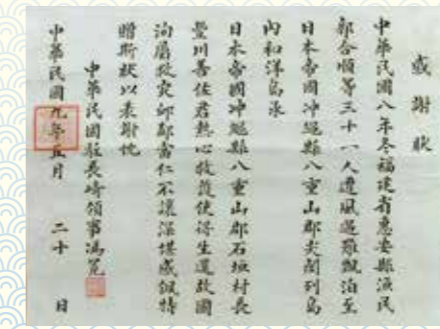 感謝狀
中華民國八年冬福建省惠安縣漁民
郭合順等三十一人遭風遇難飄泊至
日本帝國沖繩縣八重山郡尖閣列島
內和洋島承
日本帝國沖繩縣八重山郡石垣村長
豐川善佐君熱心救護使得生還故國
洵屬救災卹鄰當仁不讓深堪感佩特
贈斯狀以表謝忱
中華民國駐長崎領事馮冕
中華民國九年五月二十日